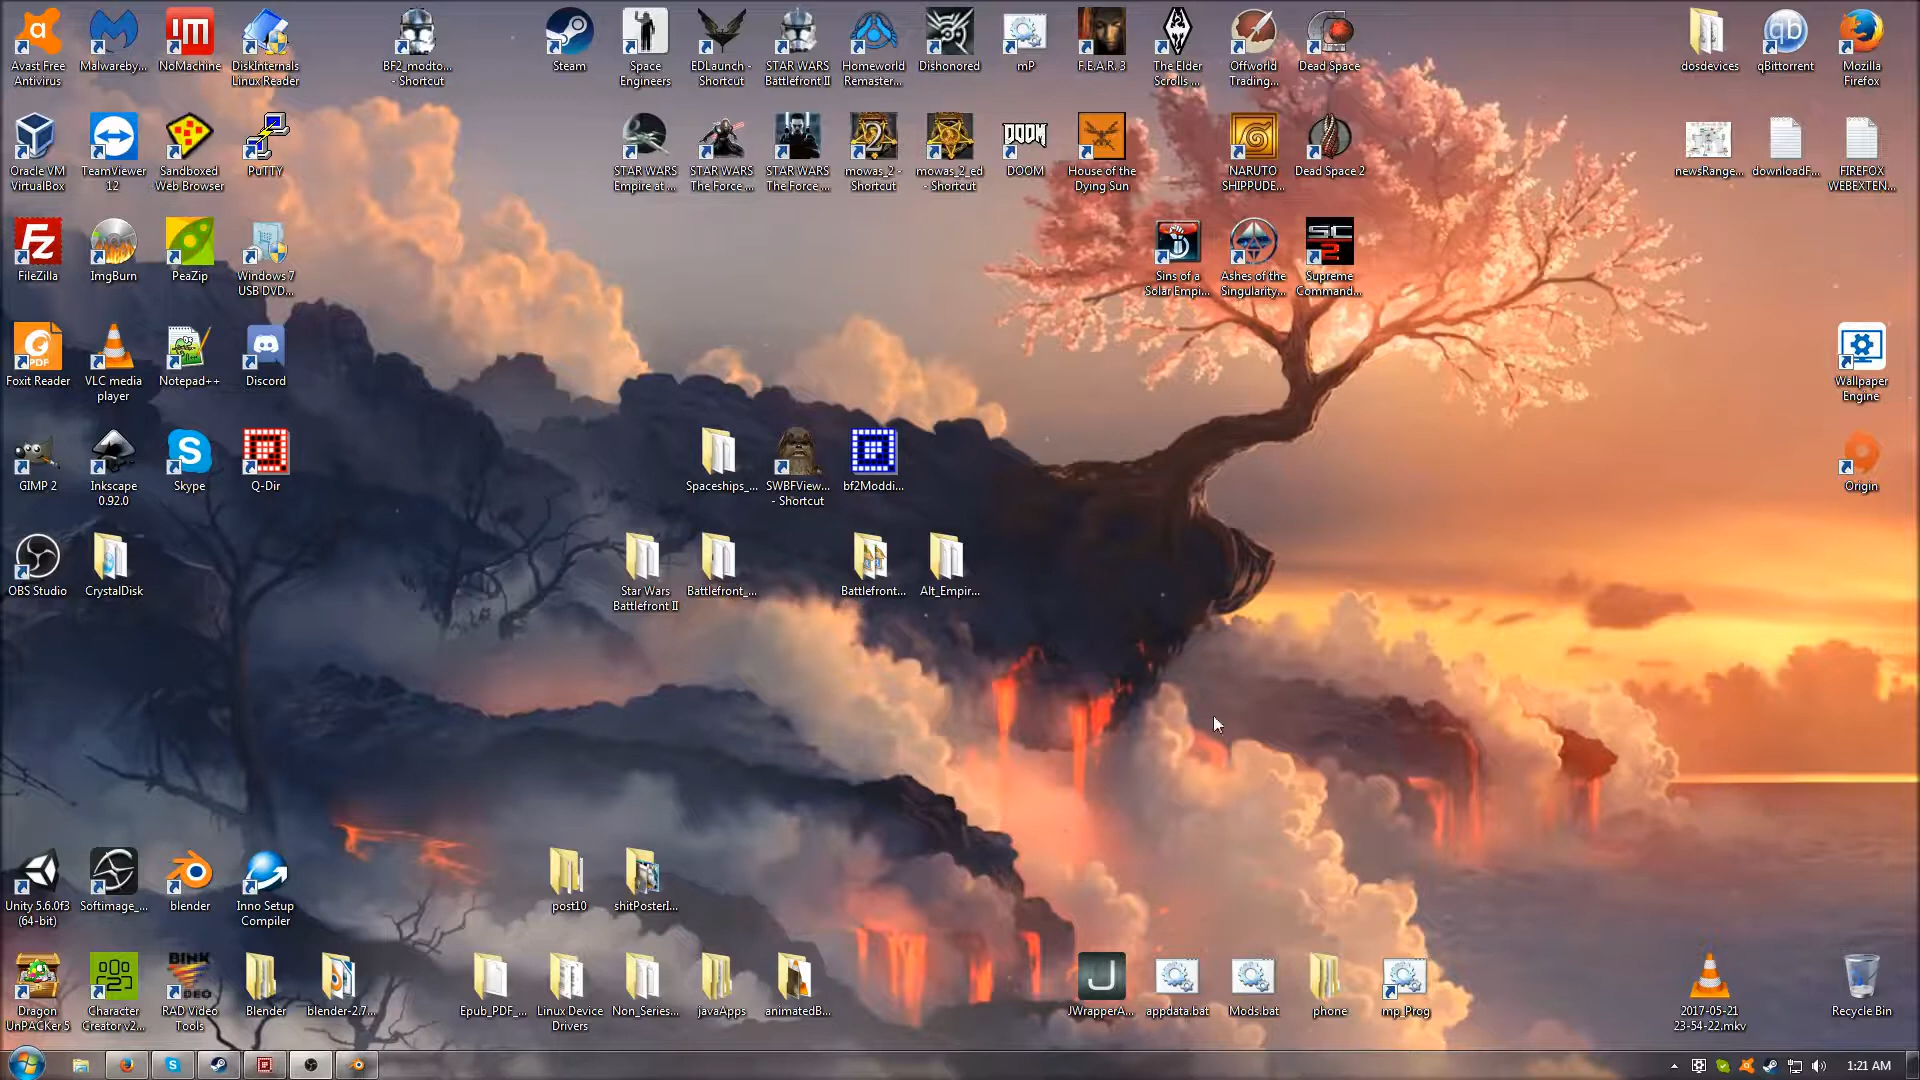 Avast Free
Antivirus
Malwareby...
NoMachine
DiskInternals
Linux Reader
BF2_modto...
- Shortcut
Steam
Space
Engineers
EDLaunch -
Shortcut
STAR WARS
Battlefront II
Homeworld
Remaster...
Dishonored
mP
F.E.A.R. 3
The Elder
Scrolls ...
Offworld
Trading...
Dead Space
dosdevices
qBittorrent
Mozilla
Firefox
Oracle VM
VirtualBox
TeamViewer
12
Sandboxed
Web Browser
PuTTY
STAR WARS
Empire at ...
STAR WARS
The Force ...
STAR WARS
The Force ...
mowas_2 -
Shortcut
mowas_2_ed
- Shortcut
DOOM
DOOM
House of the
Dying Sun
NARUTO
SHIPPUDE...
Dead Space 2
newsRange...
downloadF...
FIREFOX
WEBEXTEN...
FileZilla
ImgBurn
PeaZip
Windows 7
USB DVD...
Sins of a
Solar Empi...
Ashes of the
Singularity...
SC
2
Supreme
Command...
PDF
Foxit Reader
VLC media
player
Notepad++
Discord
Wallpaper
Engine
GIMP 2
Inkscape
0.92.0
Skype
Q-Dir
Spaceships_...
SWBFView...
- Shortcut
bf2Moddi...
Origin
OBS Studio
CrystalDisk
Star Wars
Battlefront II
Battlefront_...
Battlefront...
Alt_Empir...
Unity 5.6.0f3
(64-bit)
Softimage_...
blender
Inno Setup
Compiler
post10
shitPosterI...
Dragon
UnPACKer 5
Character
Creator v2...
RAD Video
Tools
Blender
blender-2.7...
Epub_PDF_...
Linux Device
Drivers
Non_Series...
javaApps
animatedB...
JWrapperA...
appdata.bat
Mods.bat
phone
mp_Prog
2017-05-21
23-54-22.mkv
Recycle Bin
1:21 AM